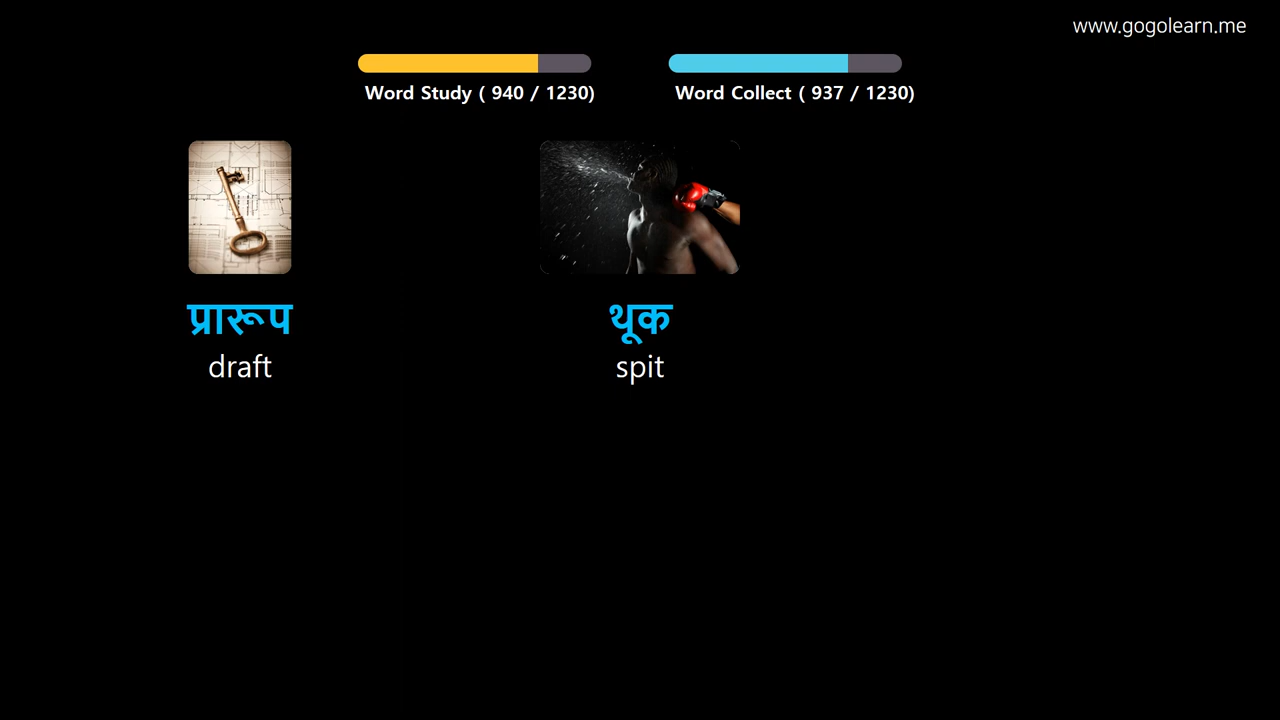 www.gogolearn.me
Word Study ( 940 / 1230)
Word Collect ( 937 / 1230)
प्रारूप
थूक
draft
spit